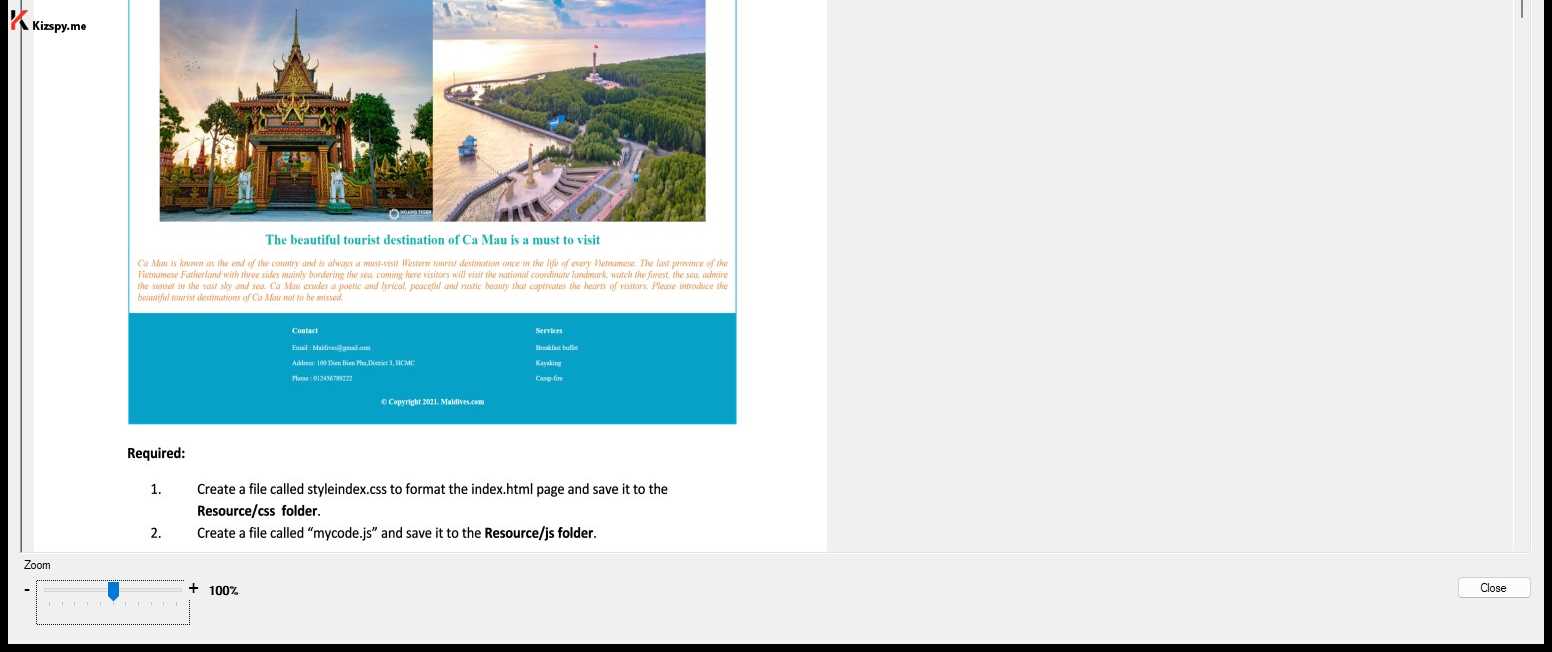 Kizspy.me
HOANG TIGER
The beautiful tourist destination of Ca Mau is a must to visit
Ca Mau is known as the end of the country and is always a must-visit Western tourist destination once in the life of every Vietnamese. The last province of the
Vietnamese Fatherland with three sides mainly bordering the sea, coming here visitors will visit the national coordinate landmark, watch the forest, the sea, admire
the sunset in the vast sky and sea. Ca Mau exudes a poetic and lyrical, peaceful and rustic beauty that captivates the hearts of visitors. Please introduce the
beautiful tourist destinations of Ca Mau not to be missed.
Contact
Services
Email : Maldives@gmail.com
Breakfast buffet
Address: 100 Dien Bien Phu,District 3, HCMC
Kayaking
Phone : 012456789222
Camp-fire
© Copyright 2021. Maldives.com
Required:
1. Create a file called styleindex.css to format the index.html page and save it to the
Resource/css folder.
2. Create a file called “mycode.js” and save it to the Resource/js folder.
Zoom
- + 100%
Close